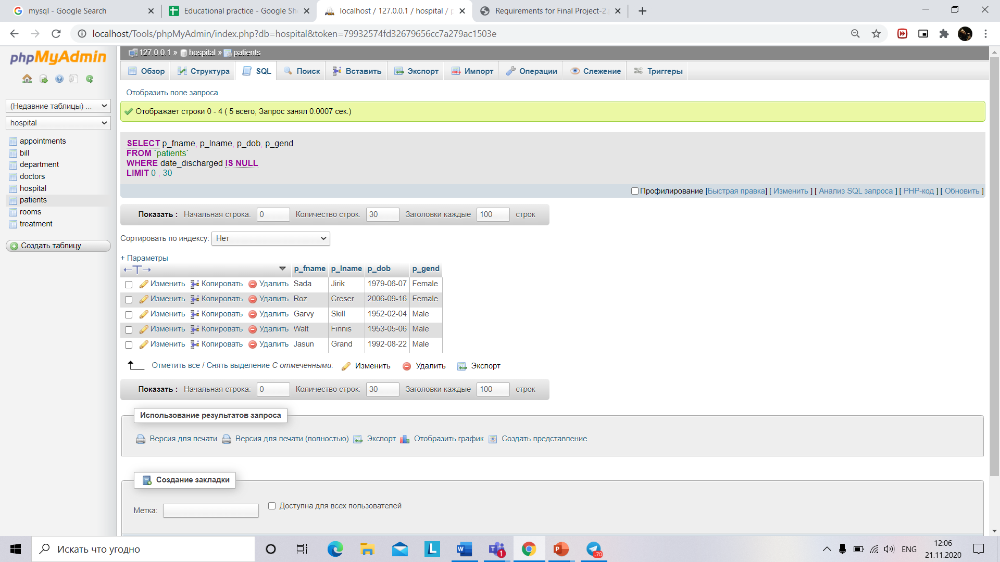 mysql - Google Search
Educational practice - Google Sh
localhost / 127.0.0.1 / hospital / p
Requirements for Final Project-2.
localhost/Tools/phpMyAdmin/index.php?db=hospital&token=79932574fd32679656cc7a279ac1503e
phpMyAdmin
127.0.0.1 » hospital » patients
Обзор Структура SQL Поиск Вставить Экспорт Импорт Операции Слежение Триггеры
(Недавние таблицы) ...
hospital
appointments
bill
department
doctors
hospital
patients
rooms
treatment
Создать таблицу
Отобразить поле запроса
Отображает строки 0 - 4 ( 5 всего, Запрос занял 0.0007 сек.)
SELECT p_fname, p_lname, p_dob, p_gend
FROM `patients`
WHERE date_discharged IS NULL
LIMIT 0 , 30
Профилирование [Быстрая правка] [ Изменить ] [ Анализ SQL запроса ] [ PHP-код ] [ Обновить ]
Показать : Начальная строка: 0 Количество строк: 30 Заголовки каждые 100 строк
Сортировать по индексу: Нет
+ Параметры
←T→ p_fname p_lname p_dob p_gend
Изменить Копировать Удалить Sada Jirik 1979-06-07 Female
Изменить Копировать Удалить Roz Creser 2006-09-16 Female
Изменить Копировать Удалить Garvy Skill 1952-02-04 Male
Изменить Копировать Удалить Walt Finnis 1953-05-06 Male
Изменить Копировать Удалить Jasun Grand 1992-08-22 Male
Отметить все / Снять выделение С отмеченными: Изменить Удалить Экспорт
Показать : Начальная строка: 0 Количество строк: 30 Заголовки каждые 100 строк
Использование результатов запроса
Версия для печати Версия для печати (полностью) Экспорт Отобразить график Создать представление
Создание закладки
Метка: Доступна для всех пользователей
Искать что угодно
L
W
T 1
P
..70
ENG
12:06
21.11.2020